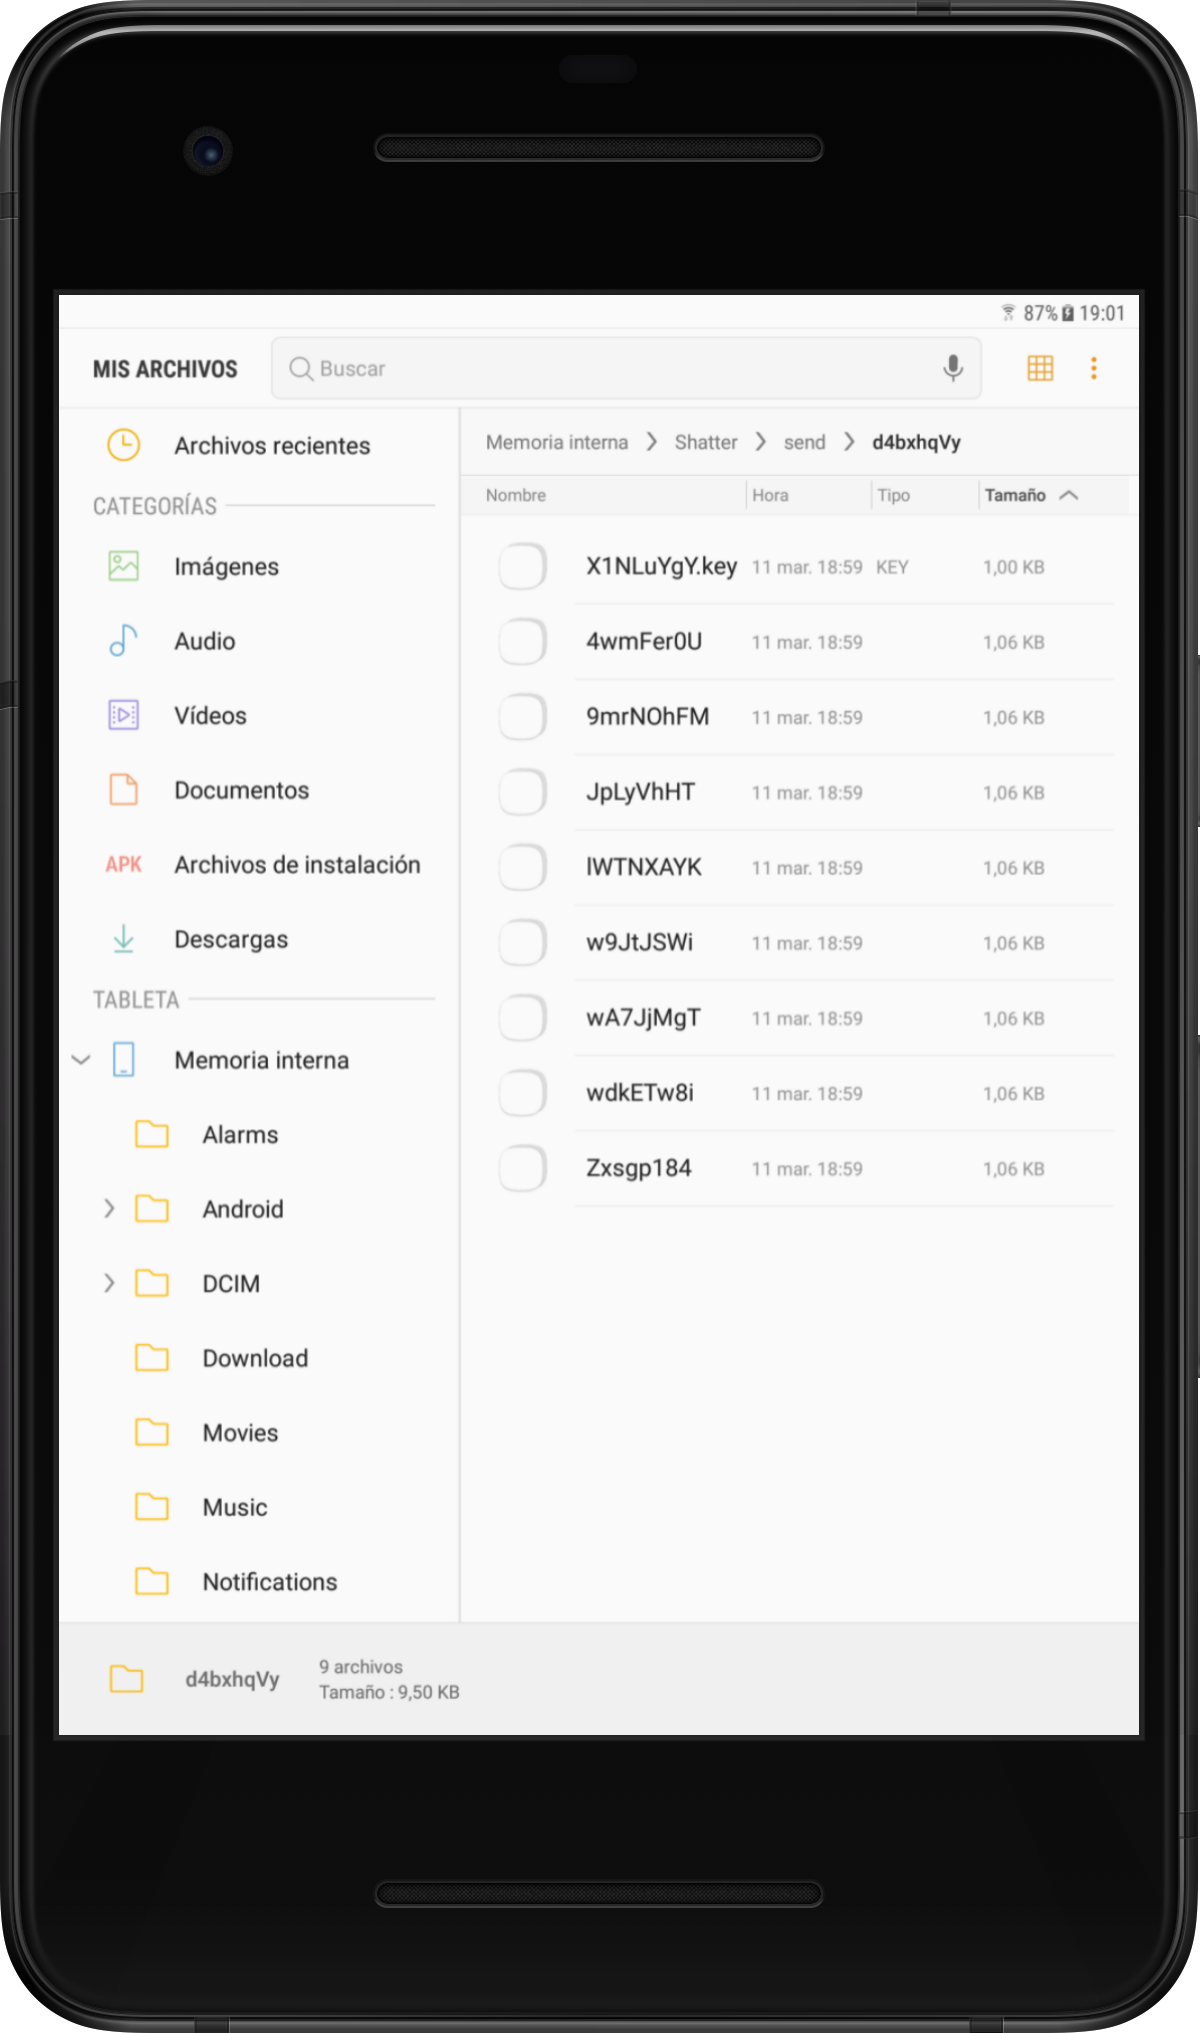 87% 19:01
MIS ARCHIVOS
Buscar
Archivos recientes
CATEGORÍAS
Imágenes
Audio
Vídeos
Documentos
APK Archivos de instalación
Descargas
TABLETA
Memoria interna
Alarms
Android
DCIM
Download
Movies
Music
Notifications
Memoria interna > Shatter > send > d4bxhqVy
Nombre Hora Tipo Tamaño
X1NLuYgY.key 11 mar. 18:59 KEY 1,00 KB
4wmFer0U 11 mar. 18:59 1,06 KB
9mrNOhFM 11 mar. 18:59 1,06 KB
JpLyVhHT 11 mar. 18:59 1,06 KB
lWTNXAYK 11 mar. 18:59 1,06 KB
w9JtJSWi 11 mar. 18:59 1,06 KB
wA7JjMgT 11 mar. 18:59 1,06 KB
wdkETw8i 11 mar. 18:59 1,06 KB
Zxsgp184 11 mar. 18:59 1,06 KB
d4bxhqVy
9 archivos
Tamaño : 9,50 KB